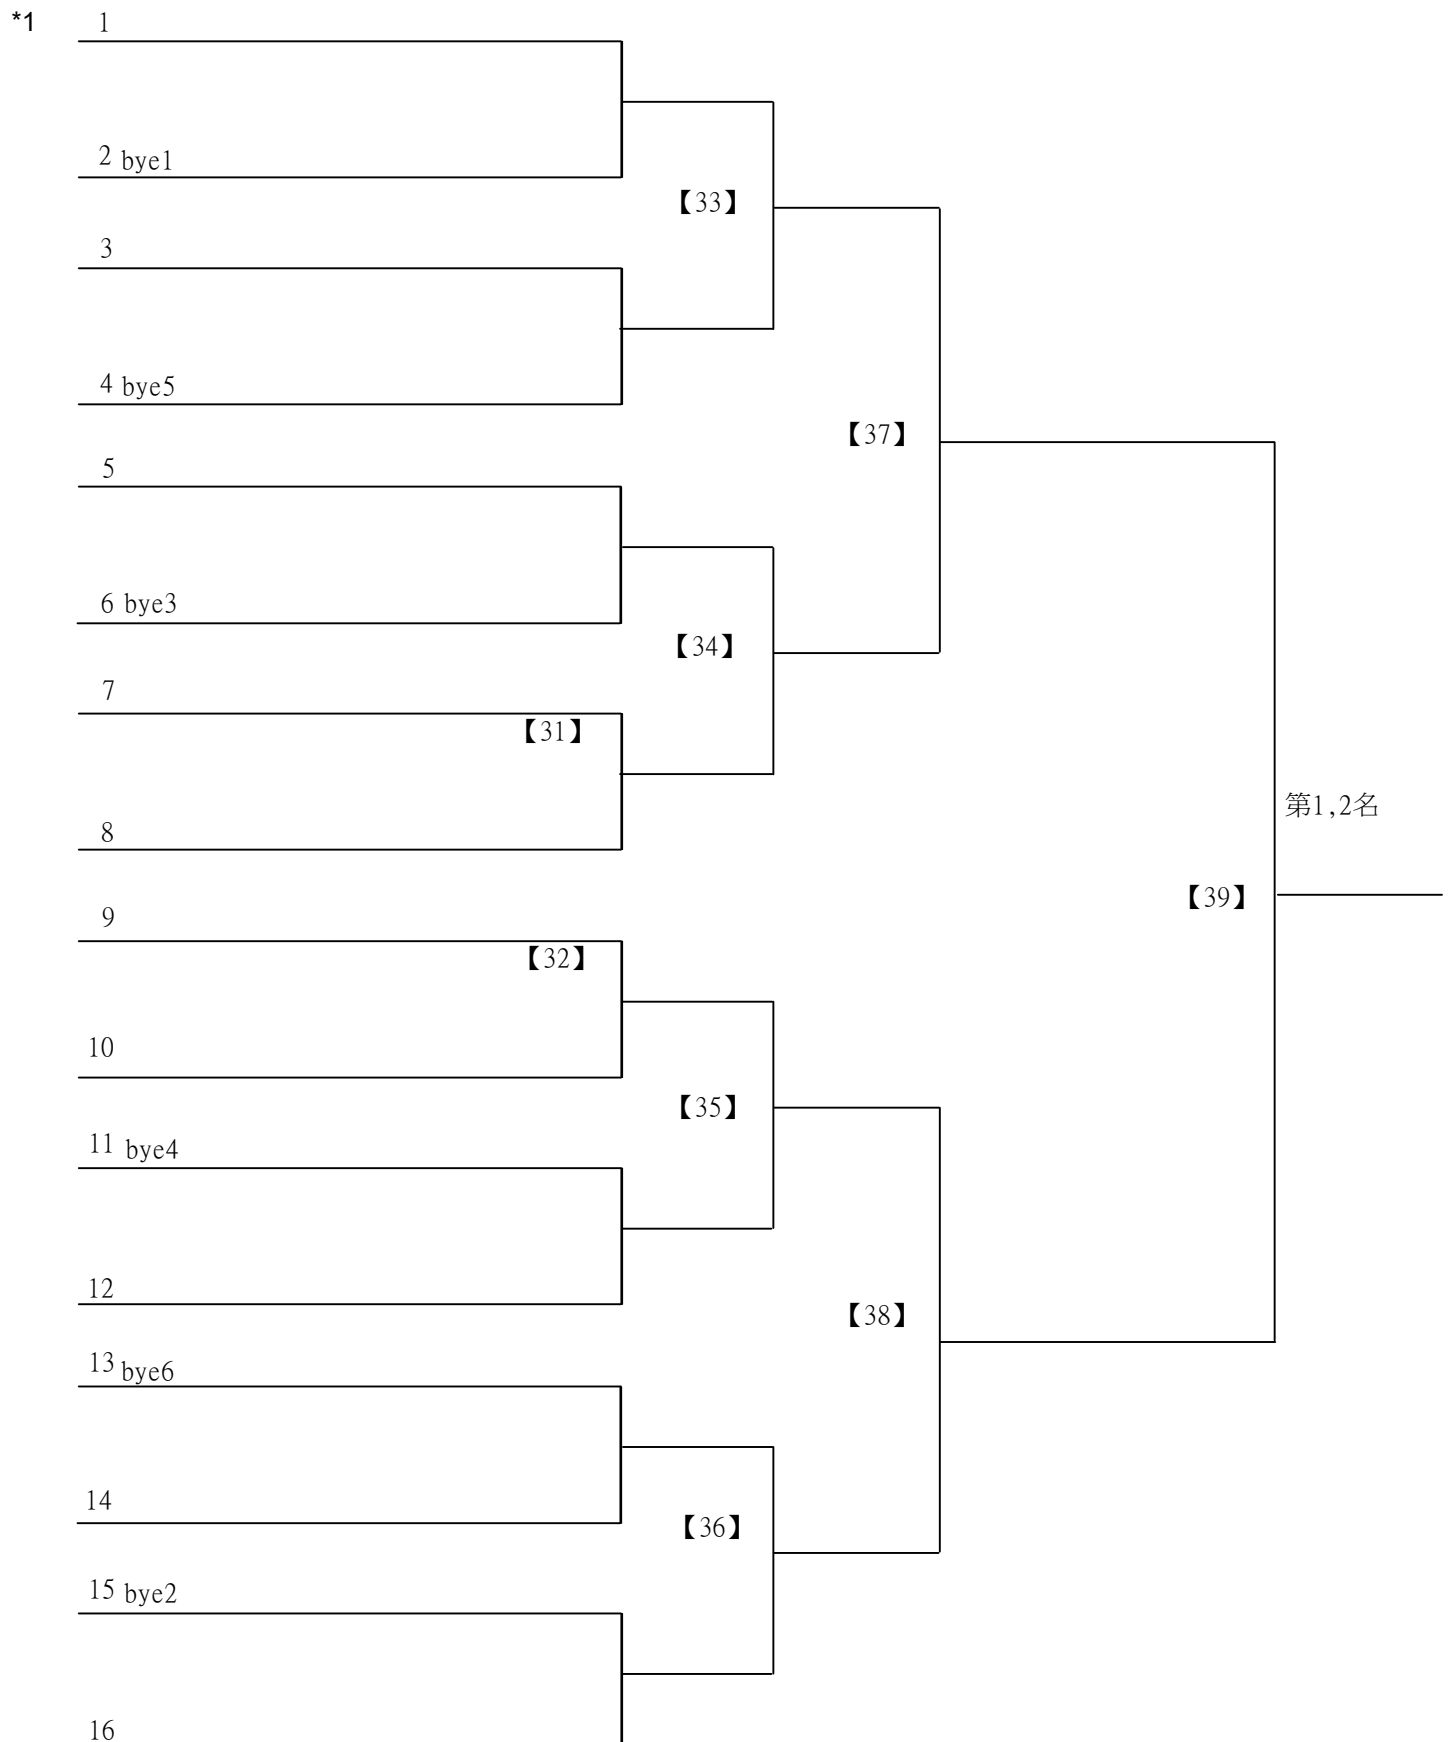 *1
1
2 bye1
【33】
3
4 bye5
【37】
5
6 bye3
【34】
7
【31】
8
第1,2名
【39】
9
【32】
10
【35】
11 bye4
12
【38】
13 bye6
14
【36】
15 bye2
16